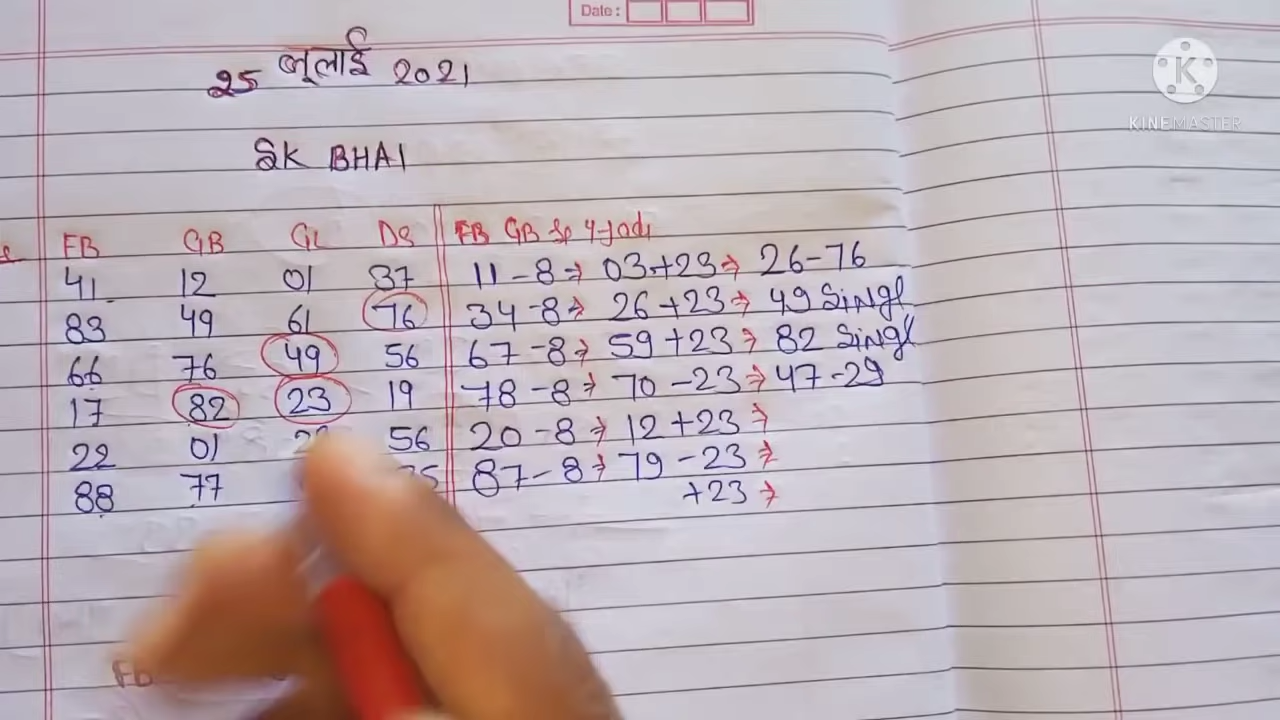 Date :
25 जुलाई 2021
KINEMASTER
SK BHAI
FB GB GL DS FB GB Se 4 Jodi
41 12 01 37 11-8⇒ 03+23⇒ 26-76
83 49 61 76 34-8⇒ 26+23⇒ 49 Singl
66 76 49 56 67-8⇒ 59+23⇒ 82 Singl
17 82 23 19 78-8⇒ 70-23⇒ 47-29
22 01 56 20-8⇒ 12+23⇒
88 77 87-8⇒ 79-23⇒
+23⇒
FB